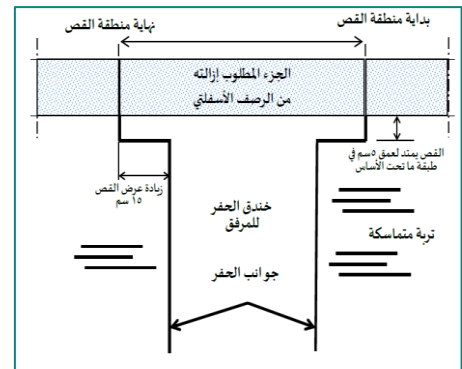 بداية منطقة القص
نهاية منطقة القص
الجزء المطلوب إزالته
من الرصف الأسفلتي
القص يمتد لعمق ٥سم في
طبقة ما تحت الأساس
زيادة عرض القص
١٥ سم
خندق الحفر
للمرفق
تربة متماسكة
جوانب الحفر